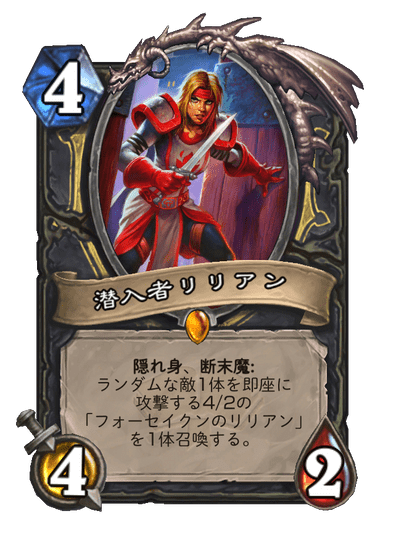 4
潜入者リリアン
隠れ身、断末魔:
ランダムな敵1体を即座に
攻撃する4/2の
「フォーセイクンのリリアン」
を1体召喚する。
4
2